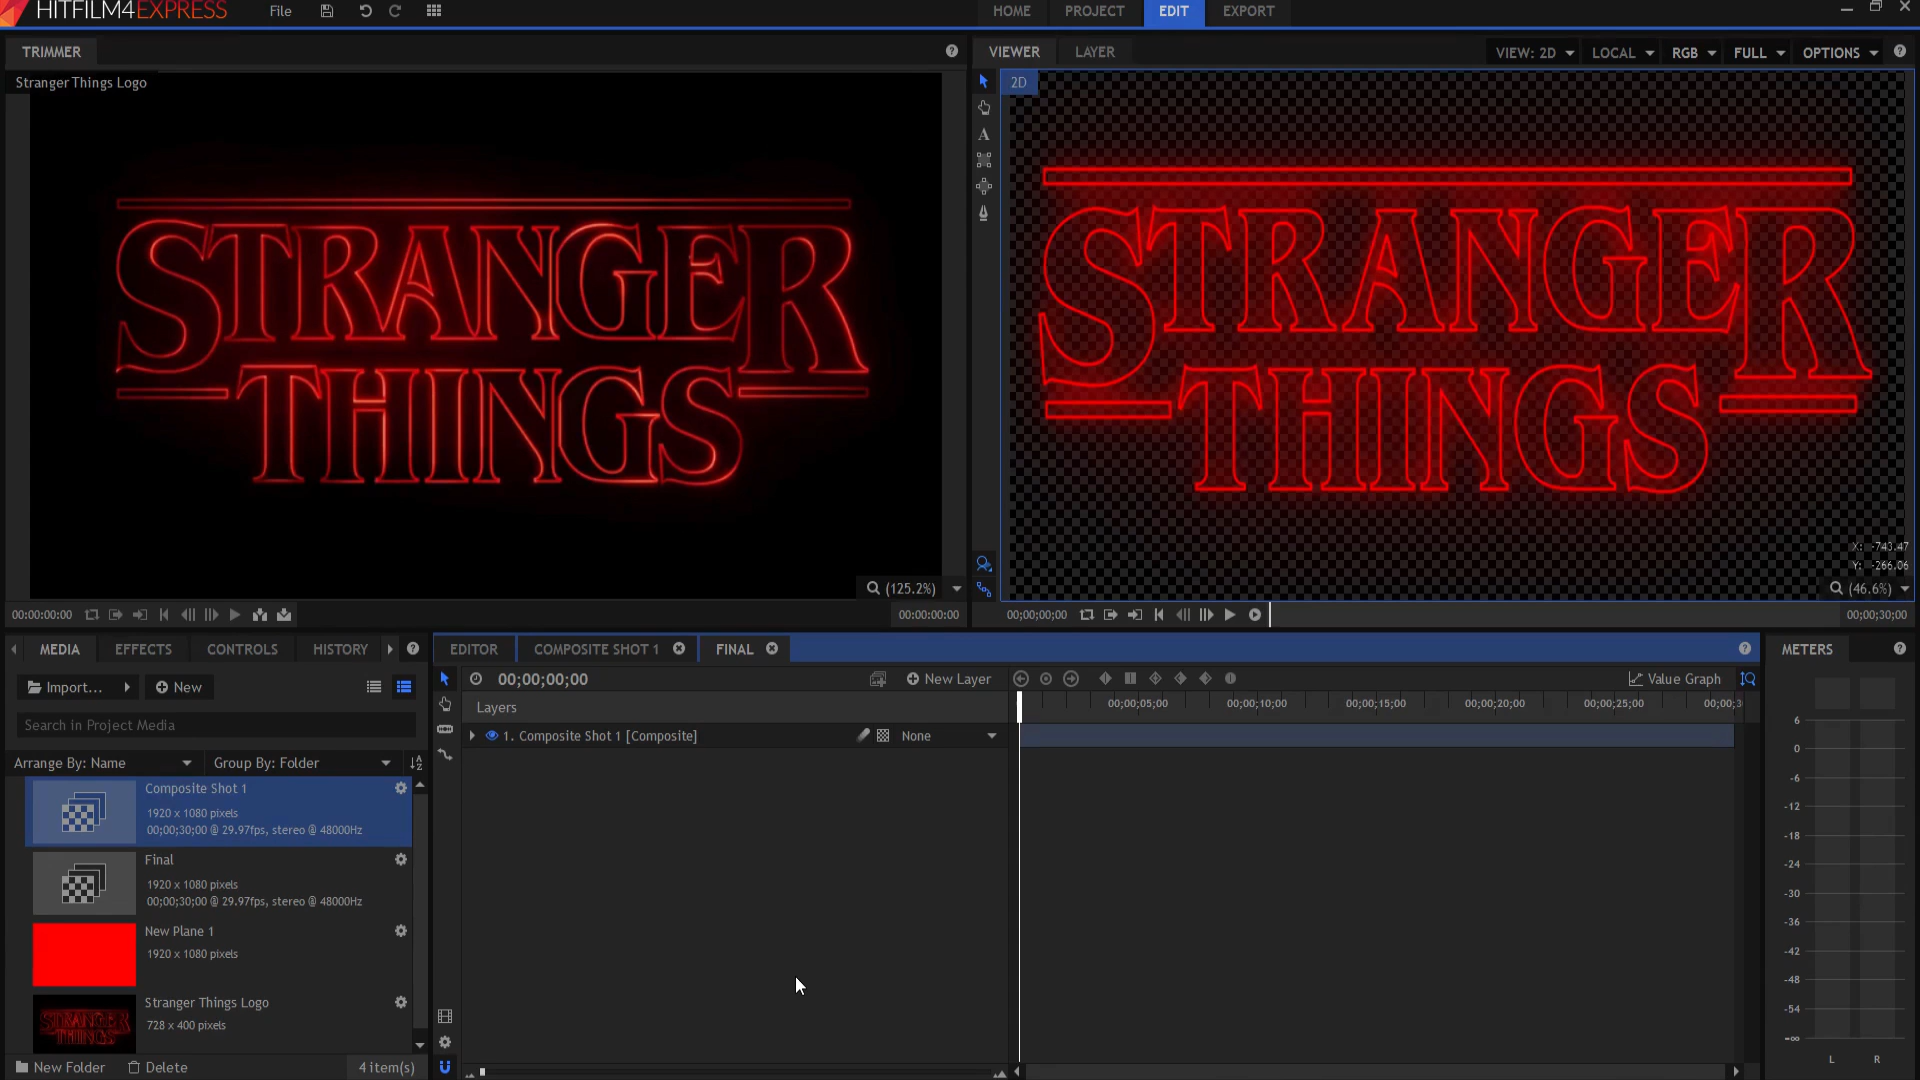 HITFILM4EXPRESS File HOME PROJECT EDIT EXPORT
TRIMMER
Stranger Things Logo
STRANGER
THINGS
(125.2%)
00:00:00:00 00:00:00:00
VIEWER LAYER VIEW: 2D LOCAL RGB FULL OPTIONS
2D
STRANGER
THINGS
X: -743.47
Y: -266.06
(46.6%)
00;00;00;00 00;00;30;00
MEDIA EFFECTS CONTROLS HISTORY
Import... New
Search in Project Media
Arrange By: Name Group By: Folder
Composite Shot 1
1920 x 1080 pixels
00;00;30;00 @ 29.97fps, stereo @ 48000Hz
Final
1920 x 1080 pixels
00;00;30;00 @ 29.97fps, stereo @ 48000Hz
New Plane 1
1920 x 1080 pixels
Stranger Things Logo
728 x 400 pixels
STRANGER
THINGS
New Folder Delete 4 item(s)
EDITOR COMPOSITE SHOT 1 FINAL
00;00;00;00 New Layer Value Graph
Layers 00;00;05;00 00;00;10;00 00;00;15;00 00;00;20;00 00;00;25;00
1. Composite Shot 1 [Composite] None
METERS
6
0
-6
-12
-18
-24
-30
-36
-42
-48
-54
-∞
L R